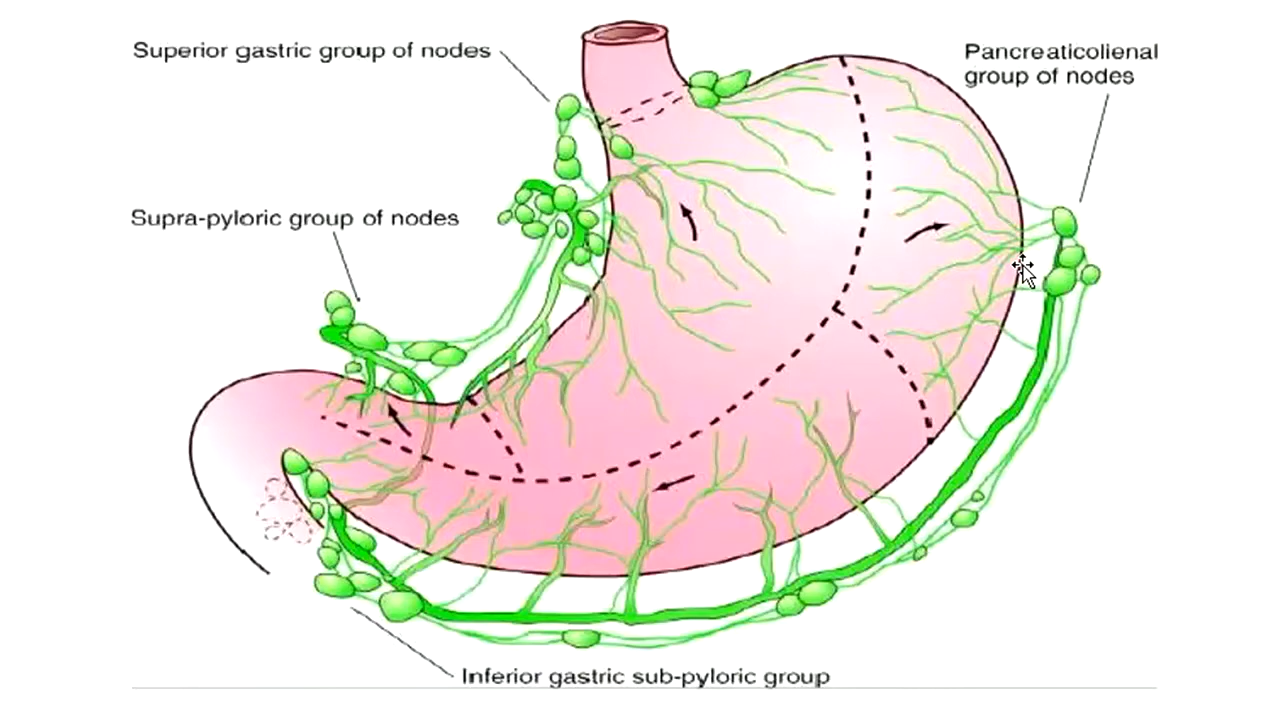 Superior gastric group of nodes
Pancreaticolienal
group of nodes
Supra-pyloric group of nodes
Inferior gastric sub-pyloric group